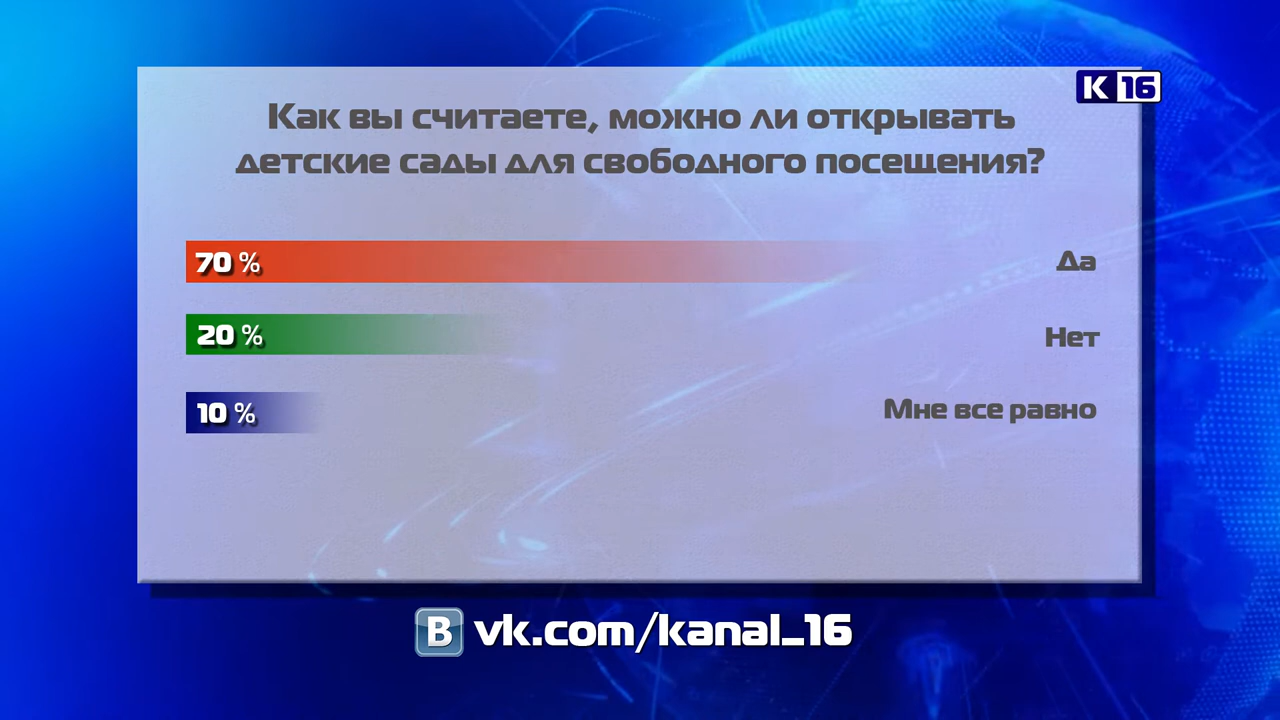 К 16
Как вы считаете, можно ли открывать
детские сады для свободного посещения?
70 % Да
20 % Нет
10 % Мне все равно
В vk.com/kanal_16